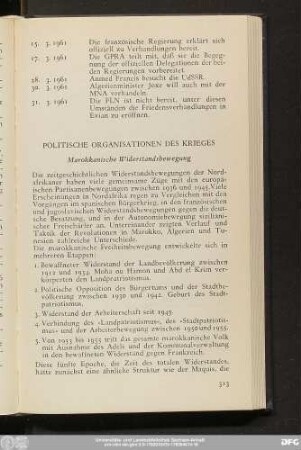 15. 3. 1961 Die französische Regierung erklärt sich
offiziell zu Verhandlungen bereit.
17. 3. 1961 Die GPRA teilt mit, daß sie die Begeg-
nung der offiziellen Delegationen der bei-
den Regierungen vorbereitet.
28. 3. 1961 Ahmed Francis besucht die UdSSR.
30. 3. 1961 Algerienminister Joxe will auch mit der
MNA verhandeln.
31. 3. 1961 Die FLN ist nicht bereit, unter diesen
Umständen die Friedensverhandlungen in
Evian zu eröffnen.
POLITISCHE ORGANISATIONEN DES KRIEGES
Marokkanische Widerstandsbewegung
Die zeitgeschichtlichen Widerstandsbewegungen der Nord-
afrikaner haben viele gemeinsame Züge mit den europä-
ischen Partisanenbewegungen zwischen 1936 und 1945. Viele
Erscheinungen in Nordafrika regen zu Vergleichen mit den
Vorgängen im spanischen Bürgerkrieg, in den französischen
und jugoslawischen Widerstandsbewegungen gegen die deut-
sche Besatzung, und in der Autonomiebewegung siziliani-
scher Freischärler an. Untereinander zeigten Verlauf und
Taktik der Revolutionen in Marokko, Algerien und Tu-
nesien zahlreiche Unterschiede.
Die marokkanische Freiheitsbewegung entwickelte sich in
mehreren Etappen:
1. Bewaffneter Widerstand der Landbevölkerung zwischen
1912 und 1934. Moha ou Hamou und Abd el Krim ver-
körperten den Landpatriotismus.
2. Politische Opposition des Bürgertums und der Stadtbe-
völkerung zwischen 1930 und 1942. Geburt des Stadt-
patriotismus.
3. Widerstand der Arbeiterschaft seit 1945.
4. Verbindung des »Landpatriotismus«, des »Stadtpatriotis-
mus« und der Arbeiterbewegung zwischen 1950 und 1955.
5. Von 1953 bis 1955 tritt das gesamte marokkanische Volk
mit Ausnahme des Adels und der Kommunalverwaltung
in den bewaffneten Widerstand gegen Frankreich.
Diese fünfte Epoche, die Zeit des totalen Widerstandes,
hatte zunächst eine ähnliche Struktur wie der Maquis, die
313